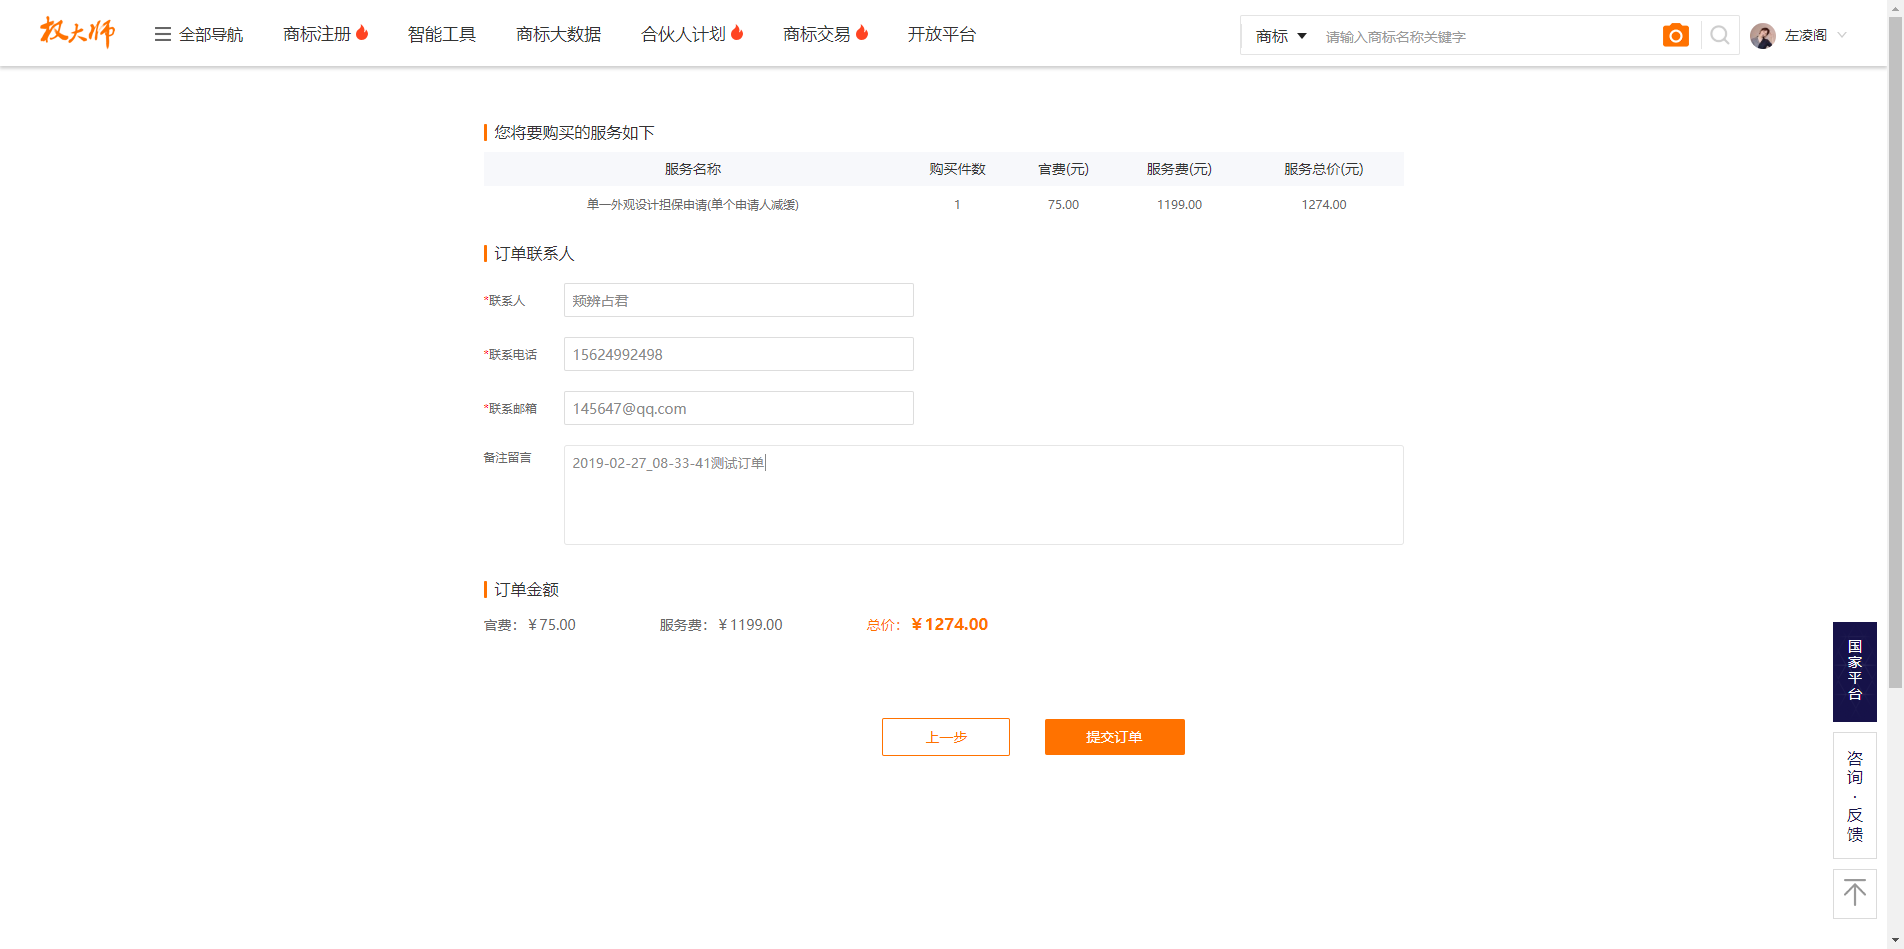 权大师 全部导航 商标注册 智能工具 商标大数据 合伙人计划 商标交易 开放平台 商标 请输入商标名称关键字 左凌阁
您将要购买的服务如下
服务名称 购买件数 官费(元) 服务费(元) 服务总价(元)
单一外观设计担保申请(单个申请人减缓) 1 75.00 1199.00 1274.00
订单联系人
*联系人 颊辨占君
*联系电话 15624992498
*联系邮箱 145647@qq.com
备注留言 2019-02-27_08-33-41测试订单
订单金额
官费：￥75.00 服务费：￥1199.00 总价：￥1274.00
上一步 提交订单
国家平台
咨询·反馈